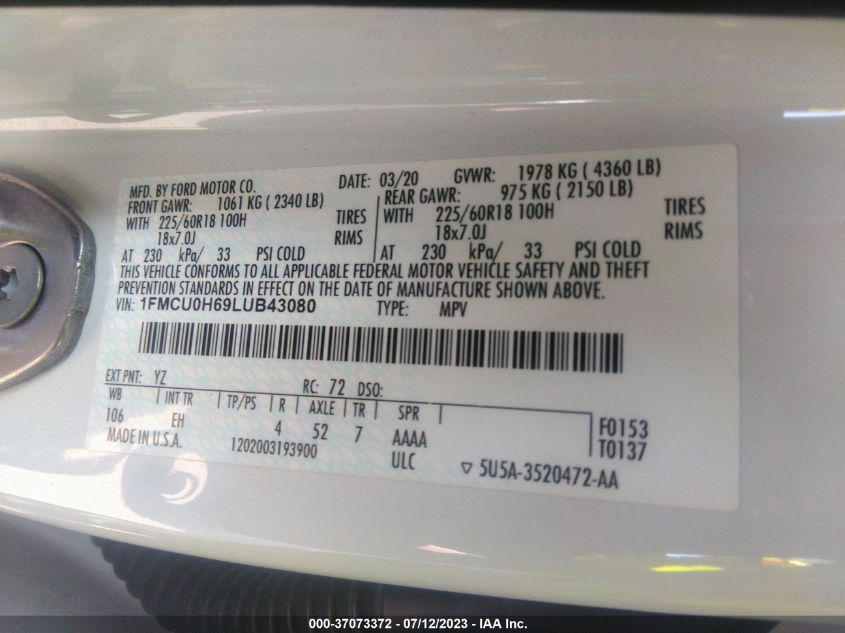 MFD. BY FORD MOTOR CO. DATE: 03/20 GVWR: 1978 KG ( 4360 LB)
FRONT GAWR: 1061 KG ( 2340 LB) REAR GAWR: 975 KG ( 2150 LB)
WITH 225/60R18 100H TIRES WITH 225/60R18 100H TIRES
18x7.0J RIMS 18x7.0J RIMS
AT 230 kPa/ 33 PSI COLD AT 230 kPa/ 33 PSI COLD
THIS VEHICLE CONFORMS TO ALL APPLICABLE FEDERAL MOTOR VEHICLE SAFETY AND THEFT
PREVENTION STANDARDS IN EFFECT ON THE DATE OF MANUFACTURE SHOWN ABOVE.
VIN: 1FMCU0H69LUB43080 TYPE: MPV
EXT PNT: YZ RC: 72 DSO:
WB INT TR TP/PS R AXLE TR SPR
106 EH 4 52 7 AAAA F0153
MADE IN U.S.A. 1202003193900 ULC T0137
▽ 5U5A-3520472-AA
000-37073372 - 07/12/2023 - IAA Inc.